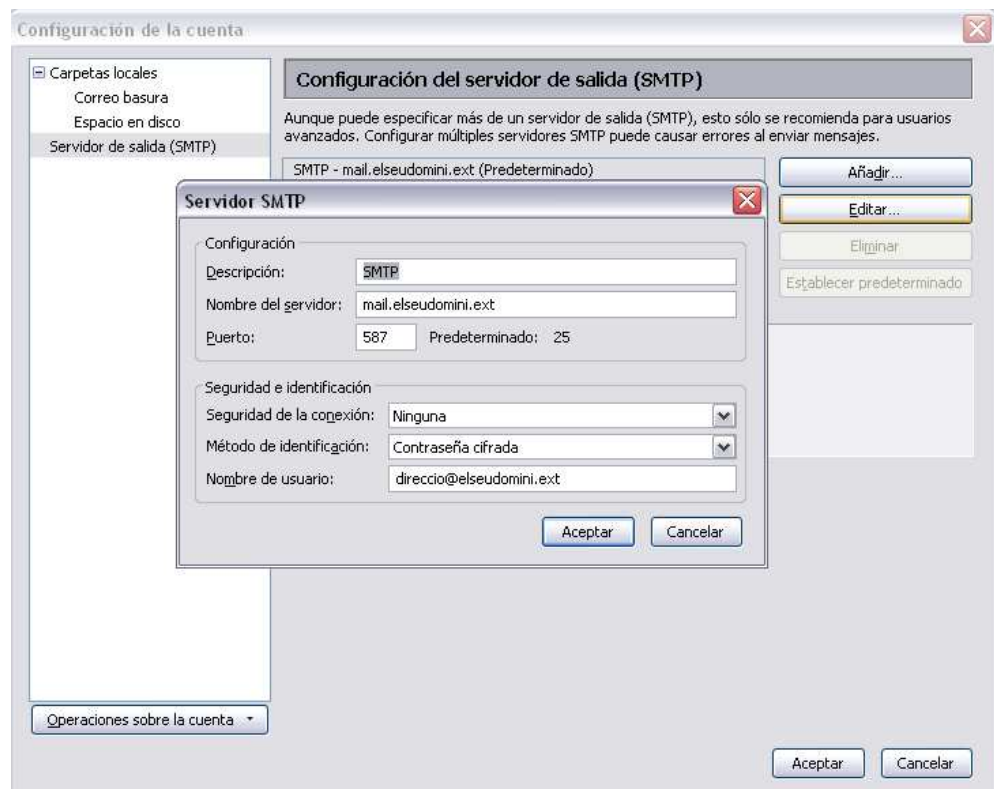 Configuración de la cuenta
Carpetas locales
Correo basura
Espacio en disco
Servidor de salida (SMTP)
Configuración del servidor de salida (SMTP)
Aunque puede especificar más de un servidor de salida (SMTP), esto sólo se recomienda para usuarios
avanzados. Configurar múltiples servidores SMTP puede causar errores al enviar mensajes.
SMTP - mail.elseudomini.ext (Predeterminado)
Añadir...
Editar...
Eliminar
Establecer predeterminado
Servidor SMTP
Configuración
Descripción: SMTP
Nombre del servidor: mail.elseudomini.ext
Puerto: 587 Predeterminado: 25
Seguridad e identificación
Seguridad de la conexión: Ninguna
Método de identificación: Contraseña cifrada
Nombre de usuario: direccio@elseudomini.ext
Aceptar Cancelar
Operaciones sobre la cuenta
Aceptar Cancelar